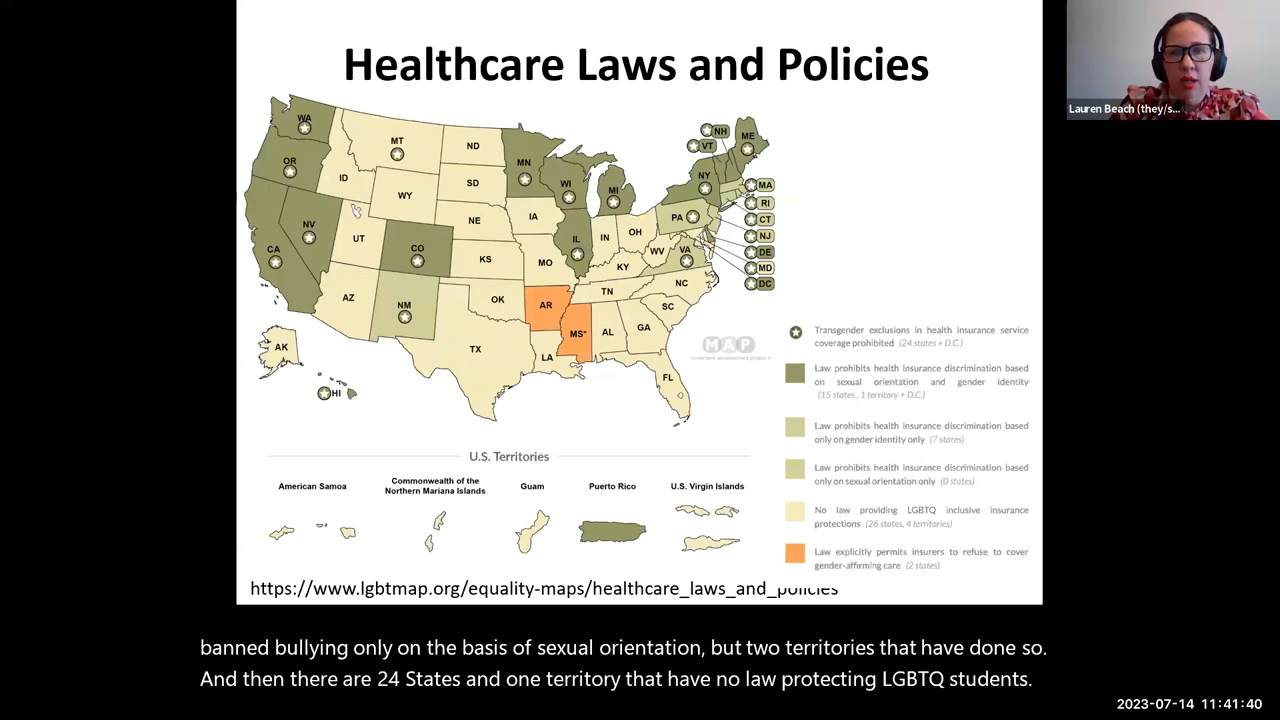 Healthcare Laws and Policies
Lauren Beach (they/s...
WA
OR
CA
NV
ID
MT
WY
UT
AZ
CO
NM
ND
SD
NE
KS
OK
TX
MN
IA
MO
AR
LA
WI
IL
MI
IN
OH
KY
TN
MS*
AL
GA
FL
SC
NC
VA
WV
PA
NY
ME
NH
VT
MA
RI
CT
NJ
DE
MD
DC
AK
HI
MAP
Transgender exclusions in health insurance service
coverage prohibited (24 states + D.C.)
Law prohibits health insurance discrimination based
on sexual orientation and gender identity
(15 states , 1 territory + D.C.)
Law prohibits health insurance discrimination based
only on gender identity only (7 states)
Law prohibits health insurance discrimination based
only on sexual orientation only (0 states)
No law providing LGBTQ inclusive insurance
protections (26 states, 4 territories)
Law explicitly permits insurers to refuse to cover
gender-affirming care (2 states)
U.S. Territories
American Samoa
Commonwealth of the
Northern Mariana Islands
Guam
Puerto Rico
U.S. Virgin Islands
https://www.lgbtmap.org/equality-maps/healthcare_laws_and_policies
banned bullying only on the basis of sexual orientation, but two territories that have done so.
And then there are 24 States and one territory that have no law protecting LGBTQ students.
2023-07-14 11:41:40